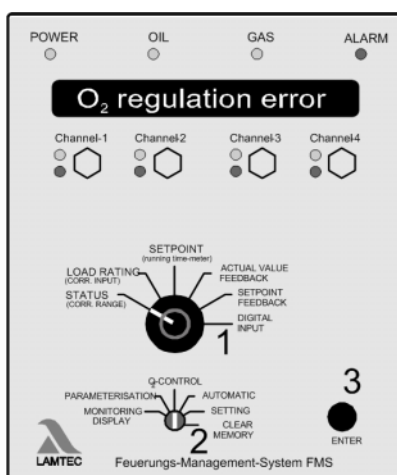 POWER OIL GAS ALARM
O₂ regulation error
Channel-1 Channel-2 Channel-3 Channel-4
SETPOINT
(running time-meter)
LOAD RATING
(CORR. INPUT)
ACTUAL VALUE
FEEDBACK
STATUS
(CORR. RANGE)
SETPOINT
FEEDBACK
DIGITAL
INPUT
1
O₂-CONTROL
PARAMETERISATION
AUTOMATIC
MONITORING
DISPLAY
SETTING
CLEAR
MEMORY
2
3
ENTER
LAMTEC
Feuerungs-Management-System FMS